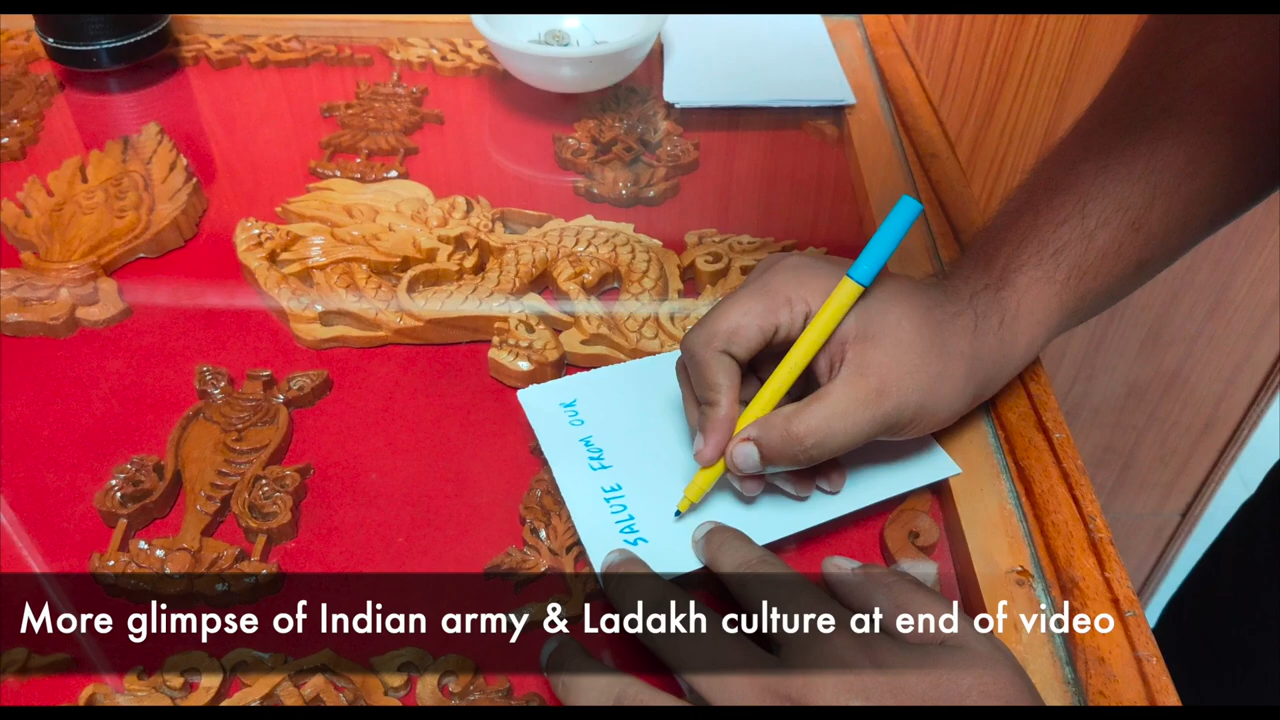 SALUTE FROM OUR
More glimpse of Indian army & Ladakh culture at end of video